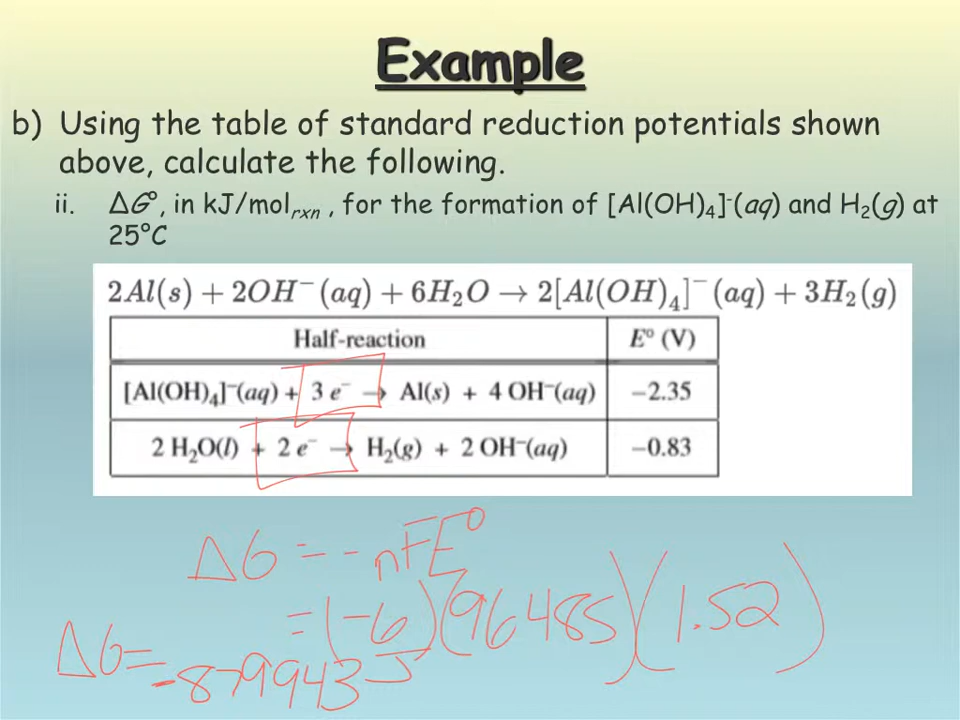 Example
b) Using the table of standard reduction potentials shown
above, calculate the following.
ii. ΔG°, in kJ/molrxn , for the formation of [Al(OH)4]-(aq) and H2(g) at
25°C
2Al(s) + 2OH⁻(aq) + 6H2O → 2[Al(OH)4]⁻(aq) + 3H2(g)
Half-reaction E° (V)
[Al(OH)4]⁻(aq) + 3 e⁻ → Al(s) + 4 OH⁻(aq) −2.35
2 H2O(l) + 2 e⁻ → H2(g) + 2 OH⁻(aq) −0.83
ΔG = -nFE°
= (-6)(96485)(1.52)
ΔG = -879943 J